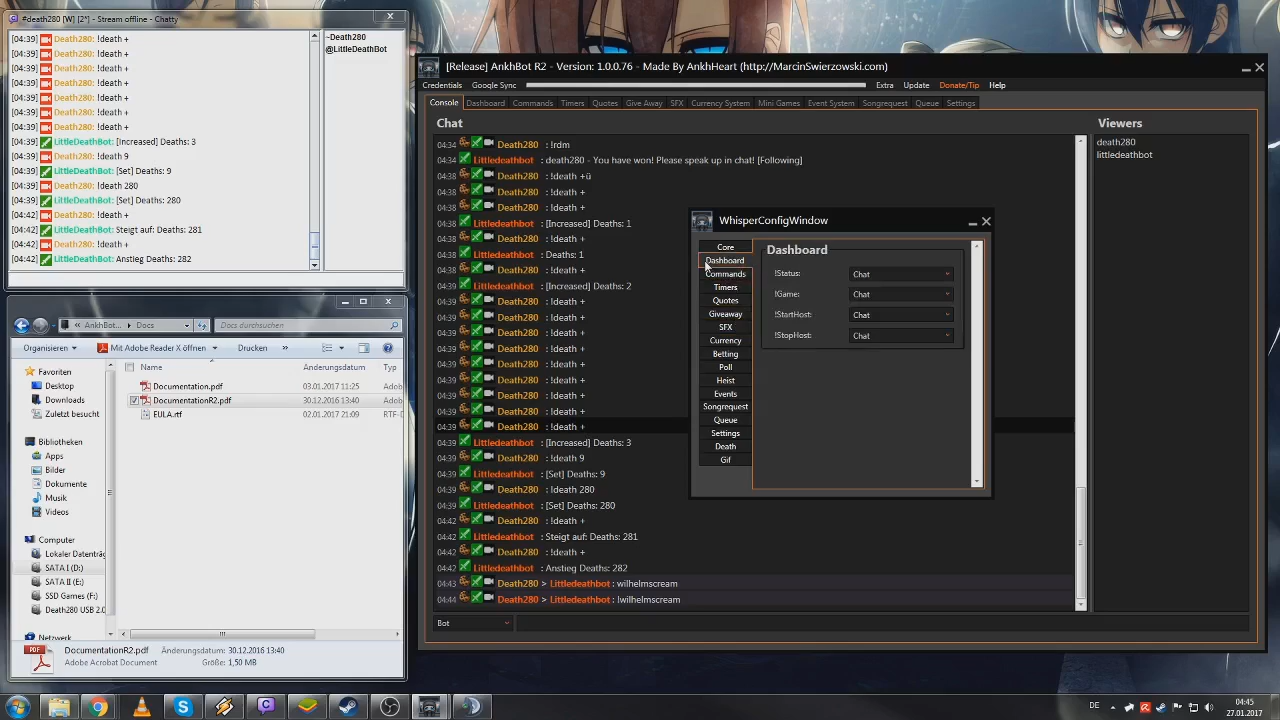 #death280 [W] [2*] - Stream offline - Chatty
[04:39] Death280: !death +
[04:39] Death280: !death +
[04:39] Death280: !death +
[04:39] Death280: !death +
[04:39] Death280: !death +
[04:39] Death280: !death +
[04:39] Death280: !death +
[04:39] LittleDeathBot: [Increased] Deaths: 3
[04:39] Death280: !death 9
[04:39] LittleDeathBot: [Set] Deaths: 9
[04:39] Death280: !death 280
[04:39] LittleDeathBot: [Set] Deaths: 280
[04:42] Death280: !death +
[04:42] LittleDeathBot: Steigt auf: Deaths: 281
[04:42] Death280: !death +
[04:42] LittleDeathBot: Anstieg Deaths: 282
~Death280
@LittleDeathBot
AnkhBot... Docs
Docs durchsuchen
Organisieren
Mit Adobe Reader X öffnen
Drucken
»
Favoriten
Desktop
Downloads
Zuletzt besucht
Bibliotheken
Apps
Bilder
Dokumente
Musik
Videos
Computer
Lokaler Datenträ
SATA I (D:)
SATA II (E:)
SSD Games (F:)
Death280 USB 2.0
Netzwerk
Name
Änderungsdatum
Typ
Documentation.pdf
03.01.2017 11:25
Adob
DocumentationR2.pdf
30.12.2016 13:40
Adob
EULA.rtf
02.01.2017 21:09
RTF-D
DocumentationR2.pdf
Änderungsdatum: 30.12.2016 13:40
Adobe Acrobat Document
Größe: 1,50 MB
[Release] AnkhBot R2 - Version: 1.0.0.76 - Made By AnkhHeart (http://MarcinSwierzowski.com)
Credentials
Google Sync
Extra
Update
Donate/Tip
Help
Console
Dashboard
Commands
Timers
Quotes
Give Away
SFX
Currency System
Mini Games
Event System
Songrequest
Queue
Settings
Chat
04:34 Death280 : !rdm
04:34 Littledeathbot : death280 - You have won! Please speak up in chat! [Following]
04:38 Death280 : !death +ü
04:38 Death280 : !death +
04:38 Death280 : !death +
04:38 Littledeathbot : [Increased] Deaths: 1
04:38 Death280 : !death +
04:38 Littledeathbot : Deaths: 1
04:38 Death280 : !death +
04:38 Littledeathbot : [Increased] Deaths: 2
04:39 Death280 : !death +
04:39 Death280 : !death +
04:39 Death280 : !death +
04:39 Death280 : !death +
04:39 Death280 : !death +
04:39 Death280 : !death +
04:39 Death280 : !death +
04:39 Death280 : !death +
04:39 Death280 : !death +
04:39 Littledeathbot : [Increased] Deaths: 3
04:39 Death280 : !death 9
04:39 Littledeathbot : [Set] Deaths: 9
04:39 Death280 : !death 280
04:39 Littledeathbot : [Set] Deaths: 280
04:42 Death280 : !death +
04:42 Littledeathbot : Steigt auf: Deaths: 281
04:42 Death280 : !death +
04:42 Littledeathbot : Anstieg Deaths: 282
04:43 Death280 > Littledeathbot : wilhelmscream
04:44 Death280 > Littledeathbot : !wilhelmscream
Bot
Viewers
death280
littledeathbot
WhisperConfigWindow
Core
Dashboard
Commands
Timers
Quotes
Giveaway
SFX
Currency
Betting
Poll
Heist
Events
Songrequest
Queue
Settings
Death
Gif
Dashboard
!Status: Chat
!Game: Chat
!StartHost: Chat
!StopHost: Chat
DE
04:45
27.01.2017